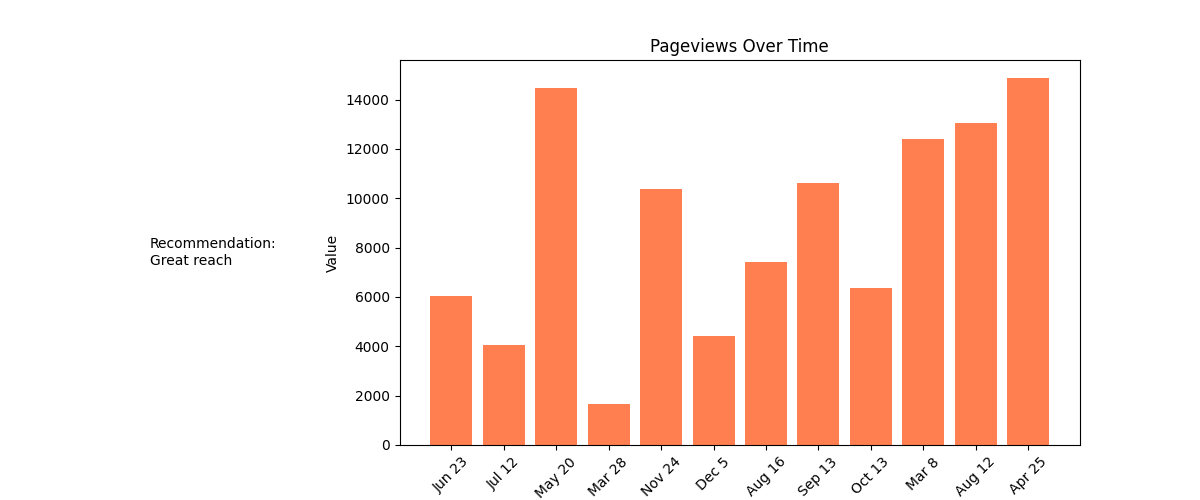 Pageviews Over Time
Recommendation:
Great reach
Value
14000
12000
10000
8000
6000
4000
2000
0
Jun 23
Jul 12
May 20
Mar 28
Nov 24
Dec 5
Aug 16
Sep 13
Oct 13
Mar 8
Aug 12
Apr 25